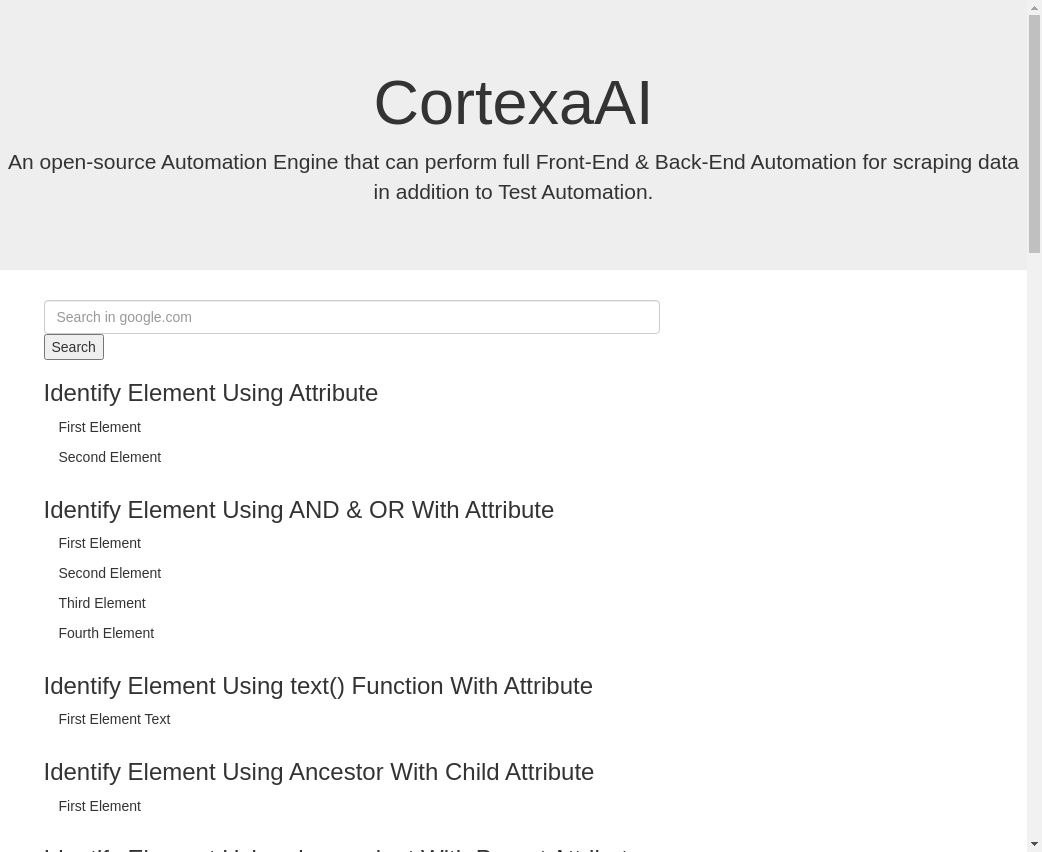 CortexaAI
An open-source Automation Engine that can perform full Front-End & Back-End Automation for scraping data
in addition to Test Automation.
Search in google.com
Search
Identify Element Using Attribute
First Element
Second Element
Identify Element Using AND & OR With Attribute
First Element
Second Element
Third Element
Fourth Element
Identify Element Using text() Function With Attribute
First Element Text
Identify Element Using Ancestor With Child Attribute
First Element